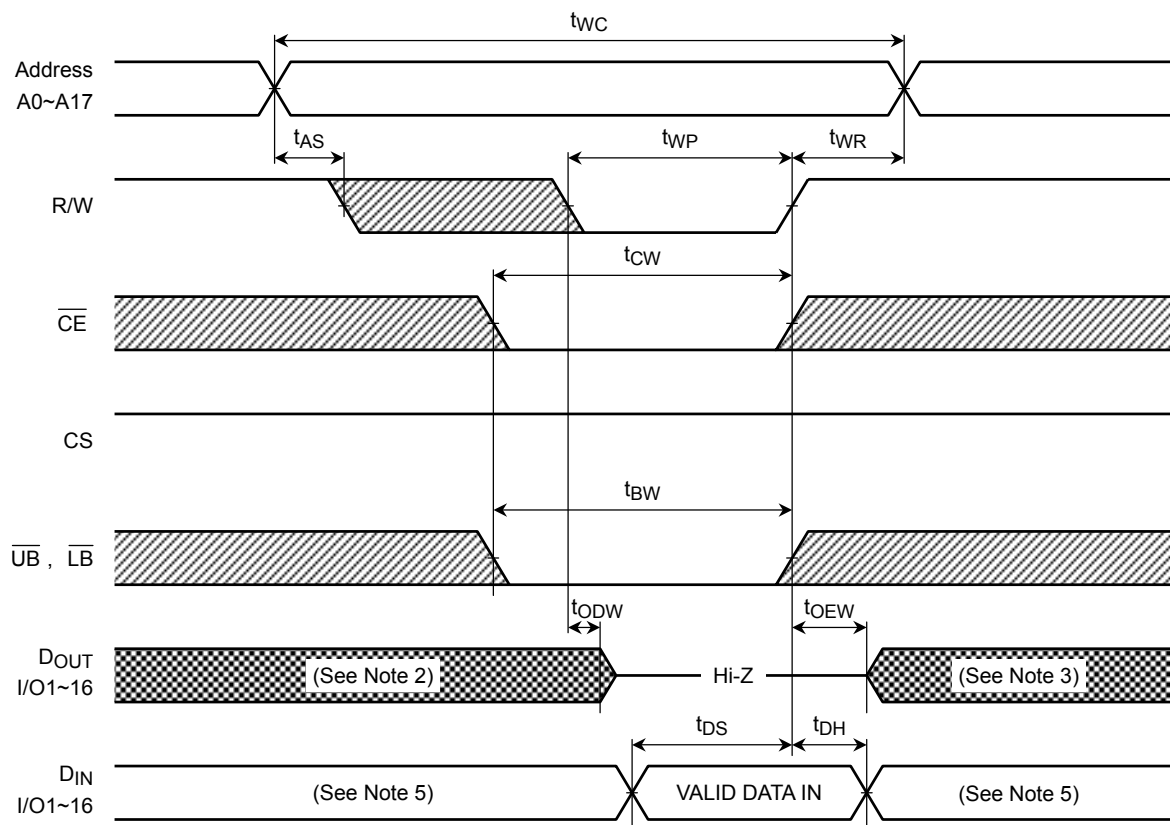 tWC
Address
A0~A17
tAS
tWP
tWR
R/W
tCW
CE
CS
tBW
UB , LB
tODW
tOEW
DOUT
I/O1~16
(See Note 2)
Hi-Z
(See Note 3)
tDS
tDH
DIN
I/O1~16
(See Note 5)
VALID DATA IN
(See Note 5)